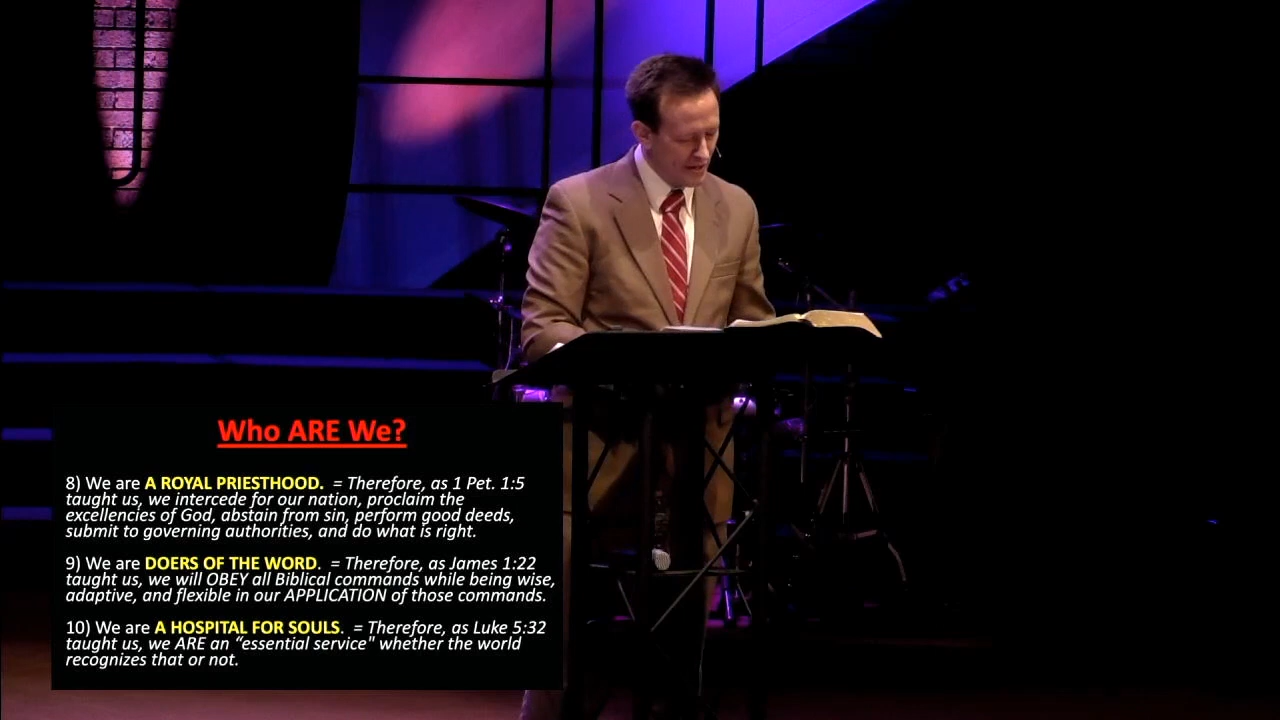 Who ARE We?
8) We are A ROYAL PRIESTHOOD.  = Therefore, as 1 Pet. 1:5
taught us, we intercede for our nation, proclaim the
excellencies of God, abstain from sin, perform good deeds,
submit to governing authorities, and do what is right.
9) We are DOERS OF THE WORD.  = Therefore, as James 1:22
taught us, we will OBEY all Biblical commands while being wise,
adaptive, and flexible in our APPLICATION of those commands.
10) We are A HOSPITAL FOR SOULS.  = Therefore, as Luke 5:32
taught us, we ARE an “essential service" whether the world
recognizes that or not.